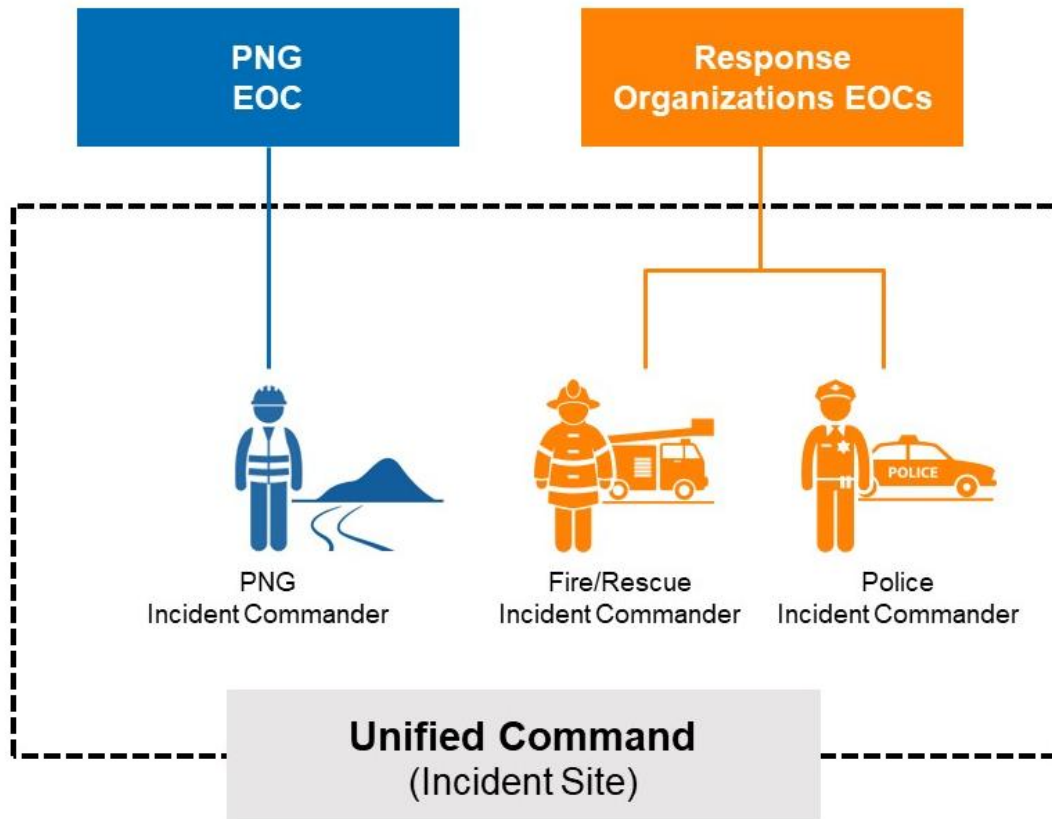 PNG
EOC
Response
Organizations EOCs
POLICE
PNG
Incident Commander
Fire/Rescue
Incident Commander
Police
Incident Commander
Unified Command
(Incident Site)